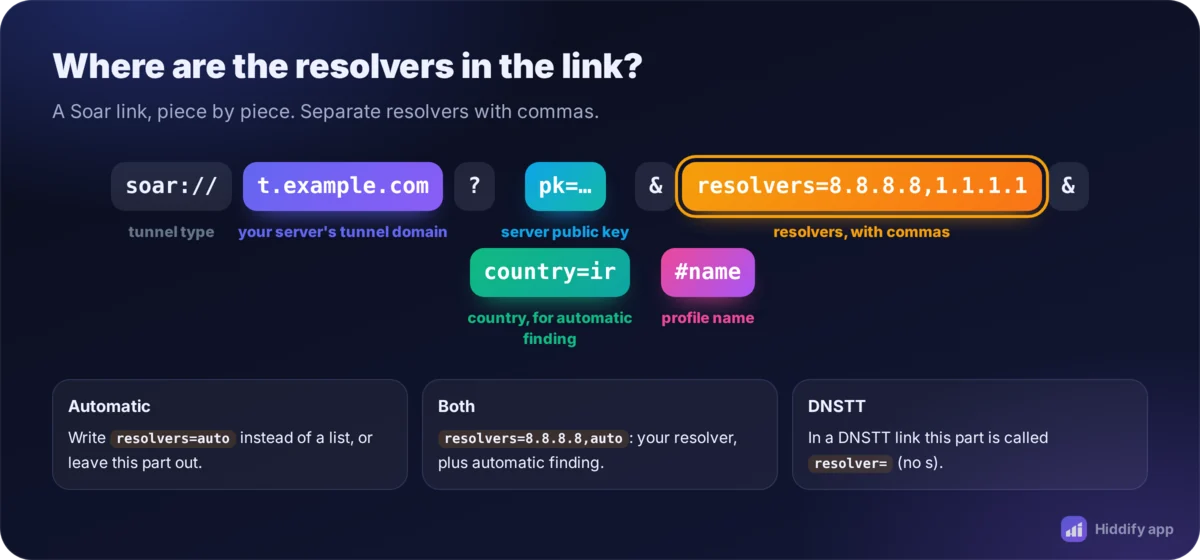 Where are the resolvers in the link?
A Soar link, piece by piece. Separate resolvers with commas.
soar:// t.example.com ? pk=… & resolvers=8.8.8.8,1.1.1.1 &
tunnel type your server's tunnel domain server public key resolvers, with commas
country=ir #name
country, for automatic profile name
finding
Automatic
Write resolvers=auto instead of a list, or
leave this part out.
Both
resolvers=8.8.8.8,auto: your resolver,
plus automatic finding.
DNSTT
In a DNSTT link this part is called
resolver= (no s).
Hiddify app